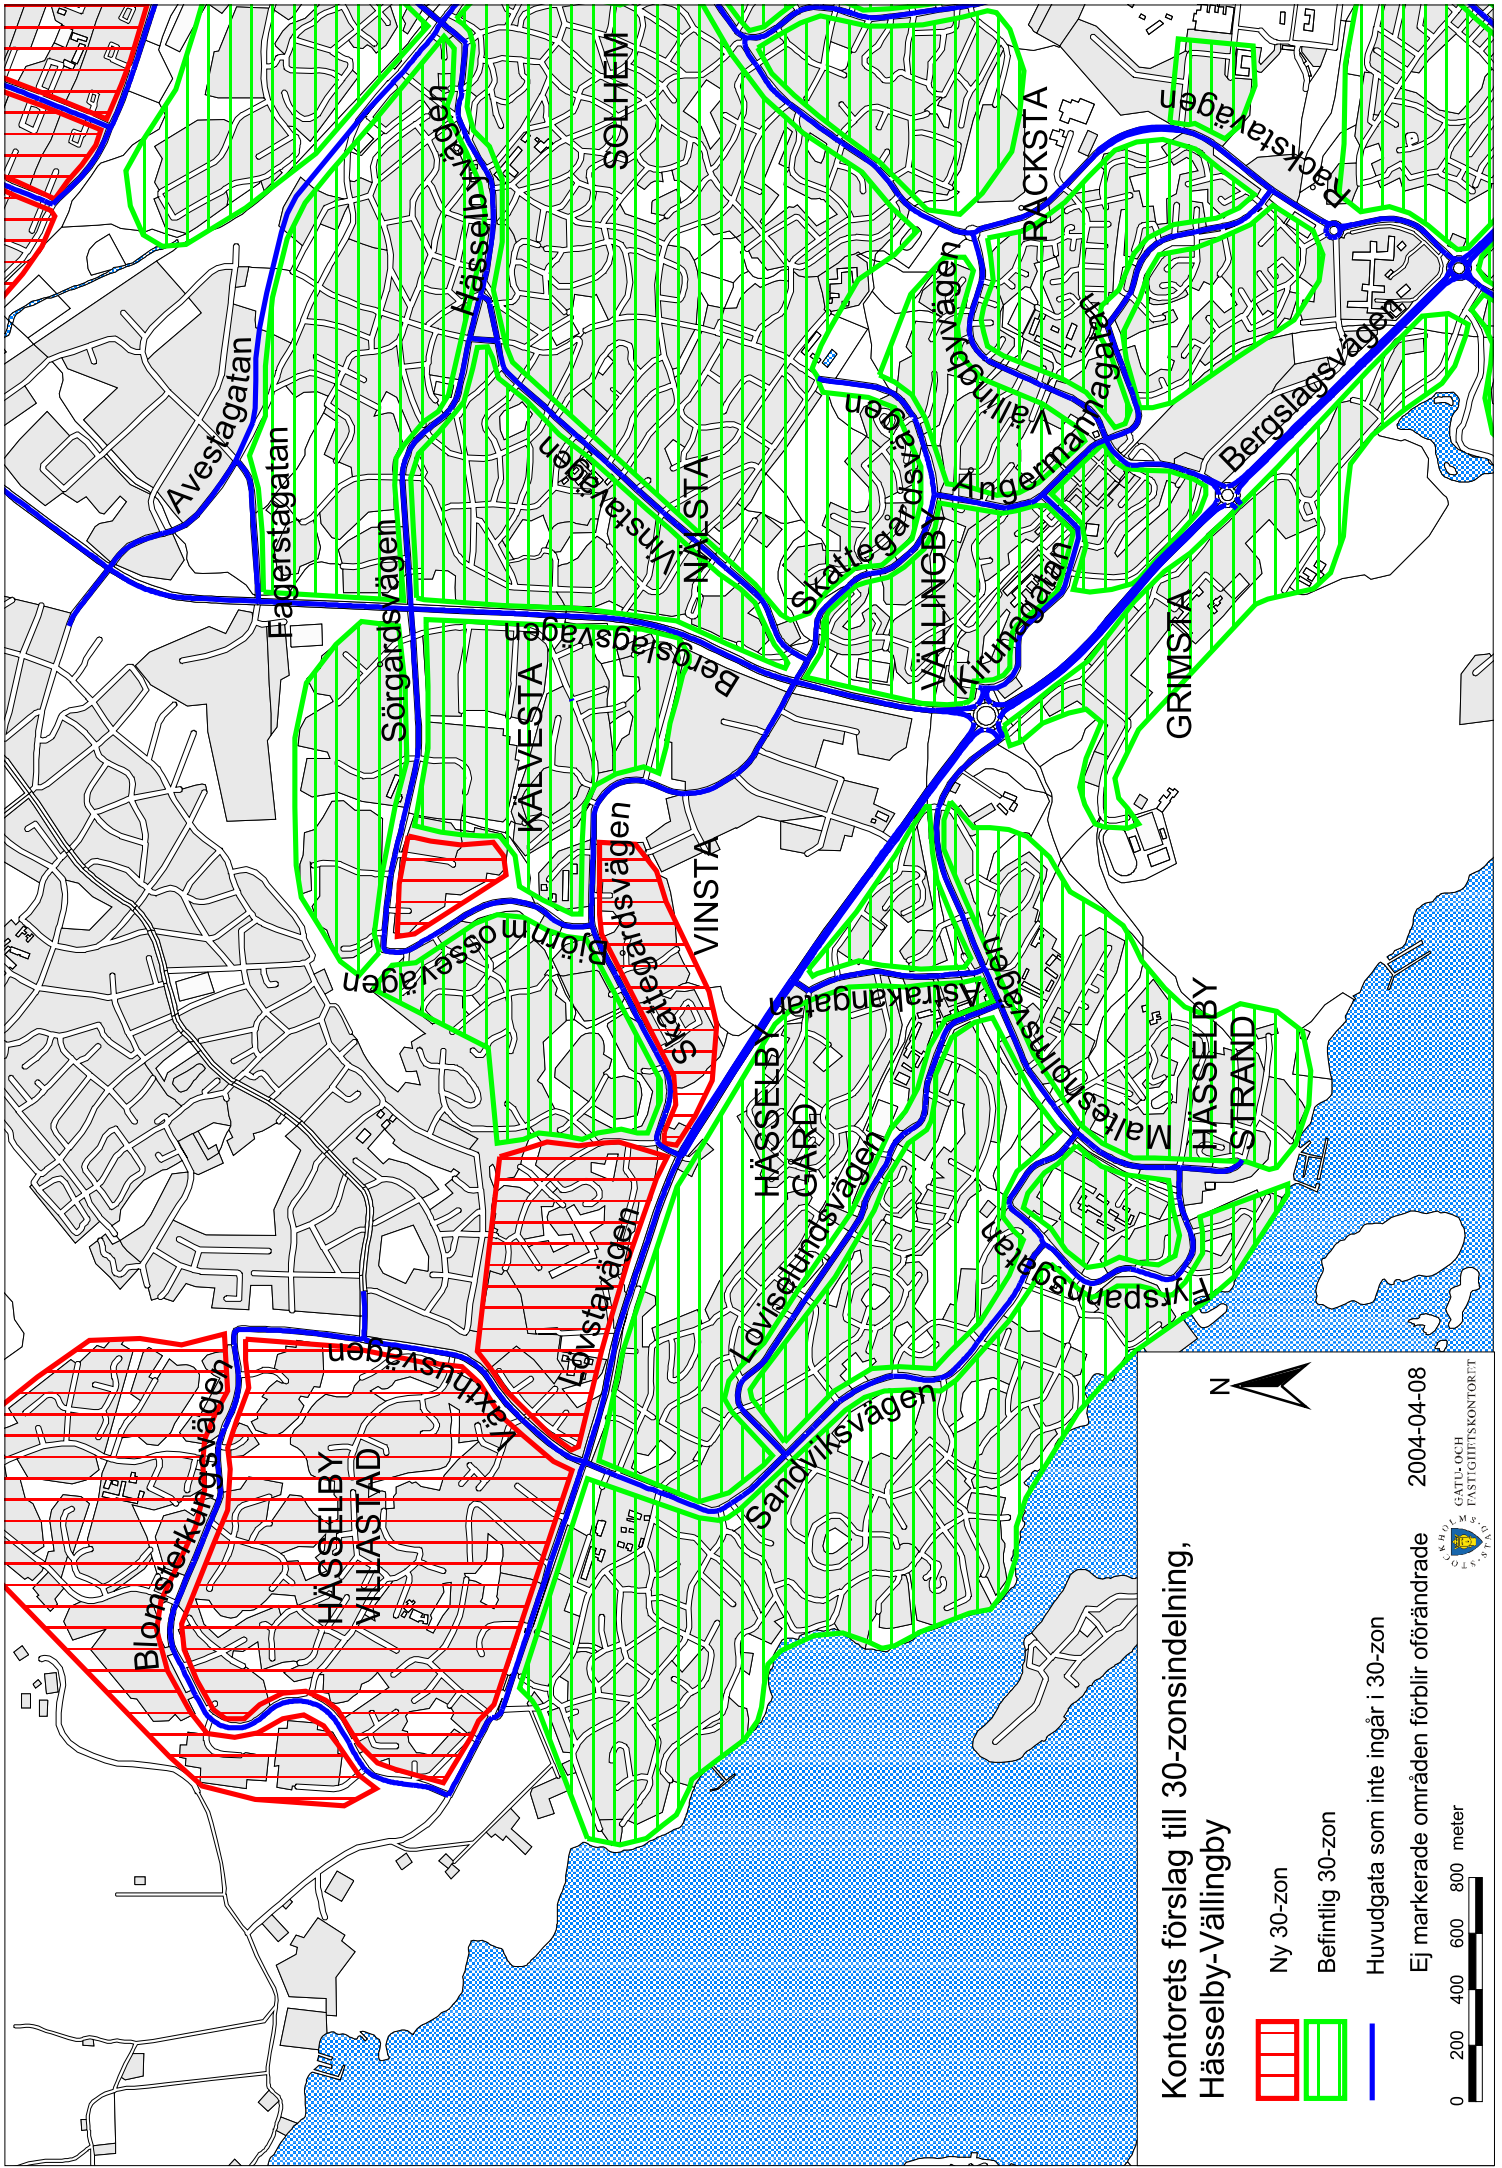 Avestagatan
Fagerstagatan
Sörgårdsvägen
Hässelbyvägen
SOLHEM
Vinstavägen
NÄLSTA
Bergslagsvägen
KÄLVESTA
Björnmossevägen
Skattegårdsvägen
VINSTA
Skattegårdsvägen
VÄLLINGBY
Vällingbyvägen
RÅCKSTA
Råckstavägen
Ångermannagatan
Kirunagatan
Bergslagsvägen
GRIMSTA
Blomsterkungsvägen
HÄSSELBY
VILLASTAD
Växthusvägen
Lövstavägen
HÄSSELBY
GÅRD
Astrakangatan
Maltesholmsvägen
Loviselundsvägen
Sandviksvägen
Fyrspannsgatan
HÄSSELBY
STRAND
N
Kontorets förslag till 30-zonsindelning,
Hässelby-Vällingby
Ny 30-zon
Befintlig 30-zon
Huvudgata som inte ingår i 30-zon
Ej markerade områden förblir oförändrade
2004-04-08
0 200 400 600 800 meter
GATU- OCH
FASTIGHETSKONTORET